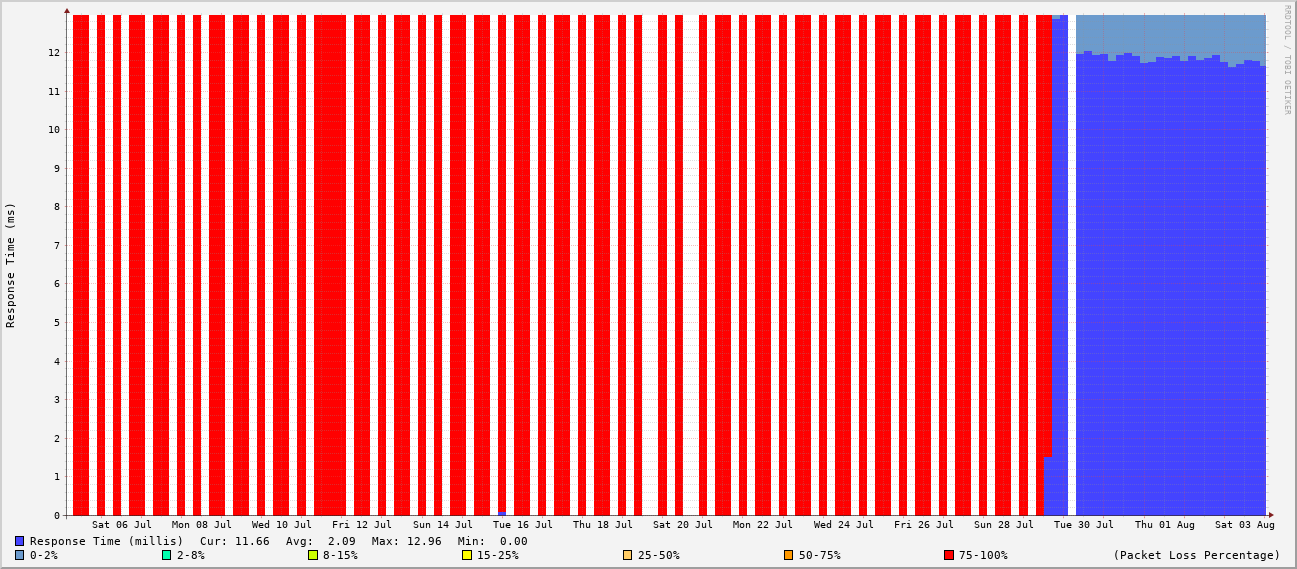 RRDTOOL / TOBI OETIKER
Response Time (ms)
12
11
10
9
8
7
6
5
4
3
2
1
0
Sat 06 Jul Mon 08 Jul Wed 10 Jul Fri 12 Jul Sun 14 Jul Tue 16 Jul Thu 18 Jul Sat 20 Jul Mon 22 Jul Wed 24 Jul Fri 26 Jul Sun 28 Jul Tue 30 Jul Thu 01 Aug Sat 03 Aug
Response Time (millis) Cur: 11.66 Avg: 2.09 Max: 12.96 Min: 0.00
0-2% 2-8% 8-15% 15-25% 25-50% 50-75% 75-100% (Packet Loss Percentage)